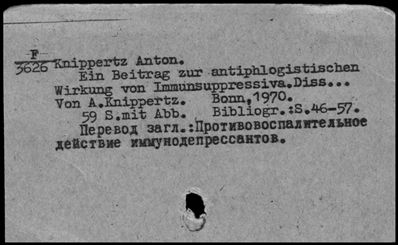 F
3626 Knippertz Anton.
Ein Beitrag zur antiphlogistischen
Wirkung von Immunsuppressiva.Diss...
Von A.Knippertz. Bonn,1970.
59 S.mit Abb. Bibliogr.:S.46-57.
Перевод загл.:Противовоспалительное
действие иммунодепрессантов.